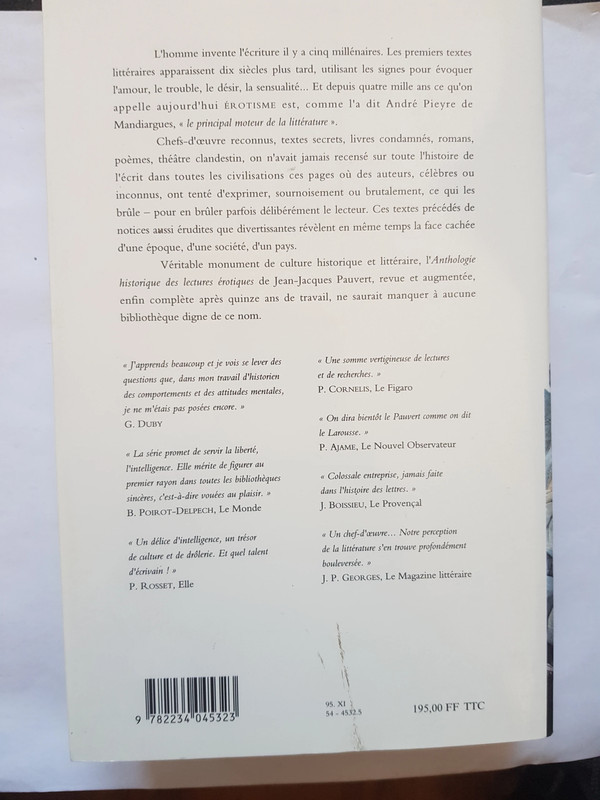 L'homme invente l'écriture il y a cinq millénaires. Les premiers textes
littéraires apparaissent dix siècles plus tard, utilisant les signes pour évoquer
l'amour, le trouble, le désir, la sensualité... Et depuis quatre mille ans ce qu'on
appelle aujourd'hui ÉROTISME est, comme l'a dit André Pieyre de
Mandiargues, « le principal moteur de la littérature ».
Chefs-d'œuvre reconnus, textes secrets, livres condamnés, romans,
poèmes, théâtre clandestin, on n'avait jamais recensé sur toute l'histoire de
l'écrit dans toutes les civilisations ces pages où des auteurs, célèbres ou
inconnus, ont tenté d'exprimer, sournoisement ou brutalement, ce qui les
brûle – pour en brûler parfois délibérément le lecteur. Ces textes précédés de
notices aussi érudites que divertissantes révèlent en même temps la face cachée
d'une époque, d'une société, d'un pays.
Véritable monument de culture historique et littéraire, l'Anthologie
historique des lectures érotiques de Jean-Jacques Pauvert, revue et augmentée,
enfin complète après quinze ans de travail, ne saurait manquer à aucune
bibliothèque digne de ce nom.
« J'apprends beaucoup et je vois se lever des
questions que, dans mon travail d'historien
des comportements et des attitudes mentales,
je ne m'étais pas posées encore. »
G. DUBY
« La série promet de servir la liberté,
l'intelligence. Elle mérite de figurer au
premier rayon dans toutes les bibliothèques
sincères, c'est-à-dire vouées au plaisir. »
B. POIROT-DELPECH, Le Monde
« Un délice d'intelligence, un trésor
de culture et de drôlerie. Et quel talent
d'écrivain ! »
P. ROSSET, Elle
« Une somme vertigineuse de lectures
et de recherches. »
P. CORNELIS, Le Figaro
« On dira bientôt le Pauvert comme on dit
le Larousse. »
P. AJAME, Le Nouvel Observateur
« Colossale entreprise, jamais faite
dans l'histoire des lettres. »
J. BOISSIEU, Le Provençal
« Un chef-d'œuvre... Notre perception
de la littérature s'en trouve profondément
bouleversée. »
J. P. GEORGES, Le Magazine littéraire
9 782234 045323
95. XI
54 - 4532.5
195,00 FF TTC